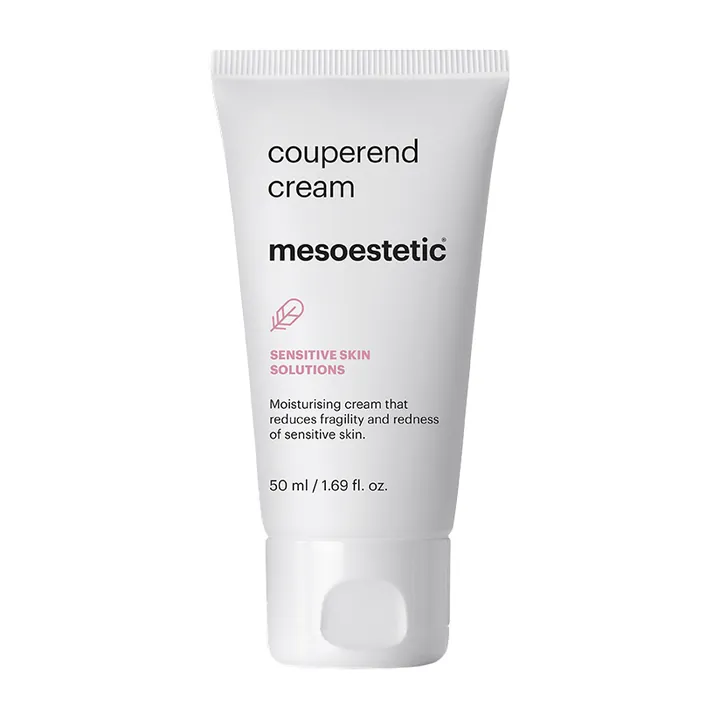 couperend
cream
mesoestetic®
SENSITIVE SKIN
SOLUTIONS
Moisturising cream that
reduces fragility and redness
of sensitive skin.
50 ml / 1.69 fl. oz.